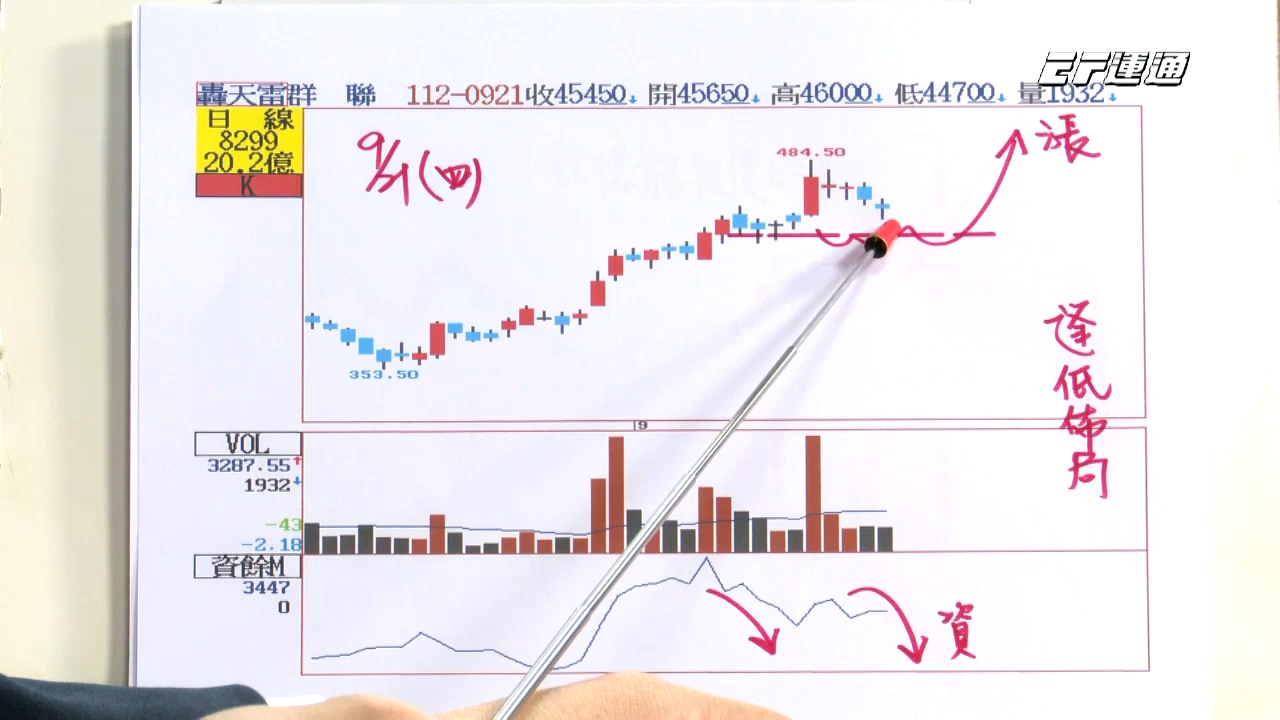 EF運通
轟天雷群 聯 112-0921收45450↓ 開45650↓ 高46000↓ 低44700↓ 量1932↓
日 線
8299
20.2億
K
9/21(四)
484.50
漲
353.50
逢低佈局
9
VOL
3287.55↑
1932↓
-43
-2.18
資餘M
3447
0
資